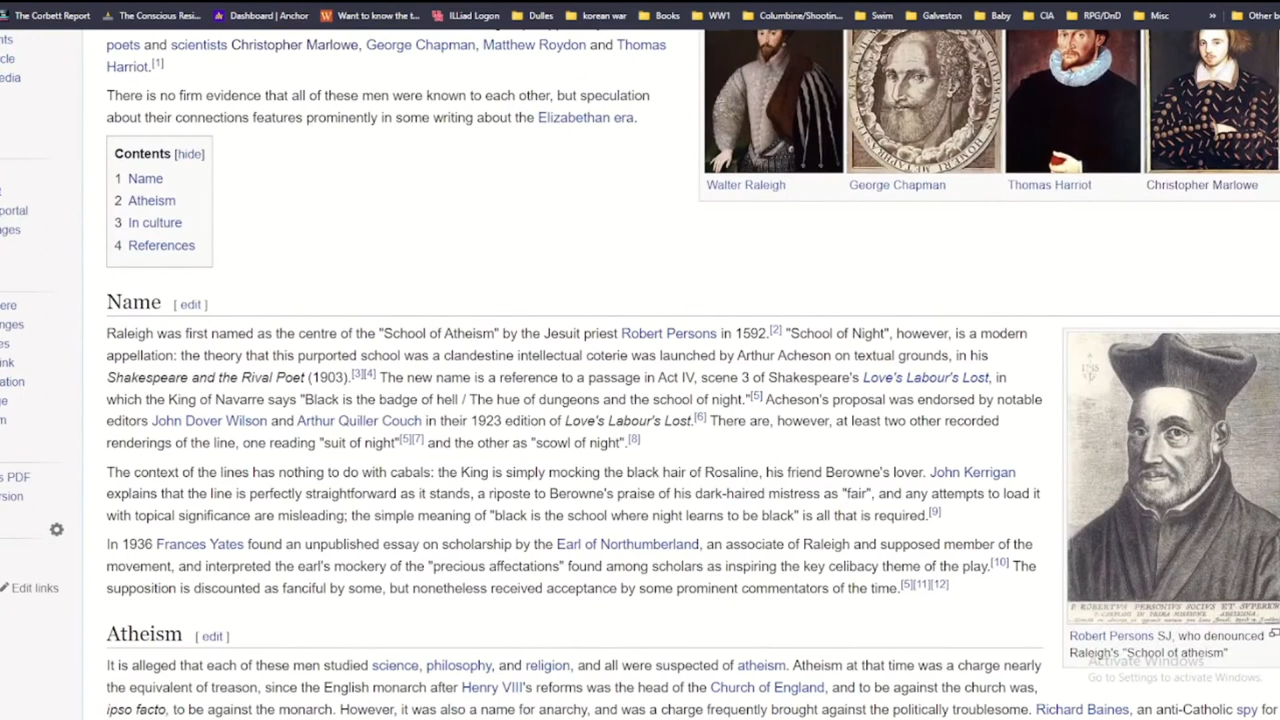 The Corbett Report The Conscious Resi... Dashboard | Anchor Want to know the t... ILLiad Logon Dulles korean war Books WW1 Columbine/Shootin... Swim Galveston Baby CIA RPG/DnD Misc » Other b
nts
cle
edia
portal
ges
ere
nges
es
ink
ation
ge
m
s PDF
rsion
Edit links
poets and scientists Christopher Marlowe, George Chapman, Matthew Roydon and Thomas
Harriot.[1]
There is no firm evidence that all of these men were known to each other, but speculation
about their connections features prominently in some writing about the Elizabethan era.
Walter Raleigh George Chapman Thomas Harriot Christopher Marlowe
Contents [hide]
1 Name
2 Atheism
3 In culture
4 References
Name [ edit ]
Raleigh was first named as the centre of the "School of Atheism" by the Jesuit priest Robert Persons in 1592.[2] "School of Night", however, is a modern
appellation: the theory that this purported school was a clandestine intellectual coterie was launched by Arthur Acheson on textual grounds, in his
Shakespeare and the Rival Poet (1903).[3][4] The new name is a reference to a passage in Act IV, scene 3 of Shakespeare's Love's Labour's Lost, in
which the King of Navarre says "Black is the badge of hell / The hue of dungeons and the school of night."[5] Acheson's proposal was endorsed by notable
editors John Dover Wilson and Arthur Quiller Couch in their 1923 edition of Love's Labour's Lost.[6] There are, however, at least two other recorded
renderings of the line, one reading "suit of night"[5][7] and the other as "scowl of night".[8]
The context of the lines has nothing to do with cabals: the King is simply mocking the black hair of Rosaline, his friend Berowne's lover. John Kerrigan
explains that the line is perfectly straightforward as it stands, a riposte to Berowne's praise of his dark-haired mistress as "fair", and any attempts to load it
with topical significance are misleading; the simple meaning of "black is the school where night learns to be black" is all that is required.[9]
In 1936 Frances Yates found an unpublished essay on scholarship by the Earl of Northumberland, an associate of Raleigh and supposed member of the
movement, and interpreted the earl's mockery of the "precious affectations" found among scholars as inspiring the key celibacy theme of the play.[10] The
supposition is discounted as fanciful by some, but nonetheless received acceptance by some prominent commentators of the time.[5][11][12]
Robert Persons SJ, who denounced
Raleigh's "School of atheism"
Atheism [ edit ]
It is alleged that each of these men studied science, philosophy, and religion, and all were suspected of atheism. Atheism at that time was a charge nearly
the equivalent of treason, since the English monarch after Henry VIII's reforms was the head of the Church of England, and to be against the church was,
ipso facto, to be against the monarch. However, it was also a name for anarchy, and was a charge frequently brought against the politically troublesome. Richard Baines, an anti-Catholic spy for
Activate Windows
Go to Settings to activate Windows.